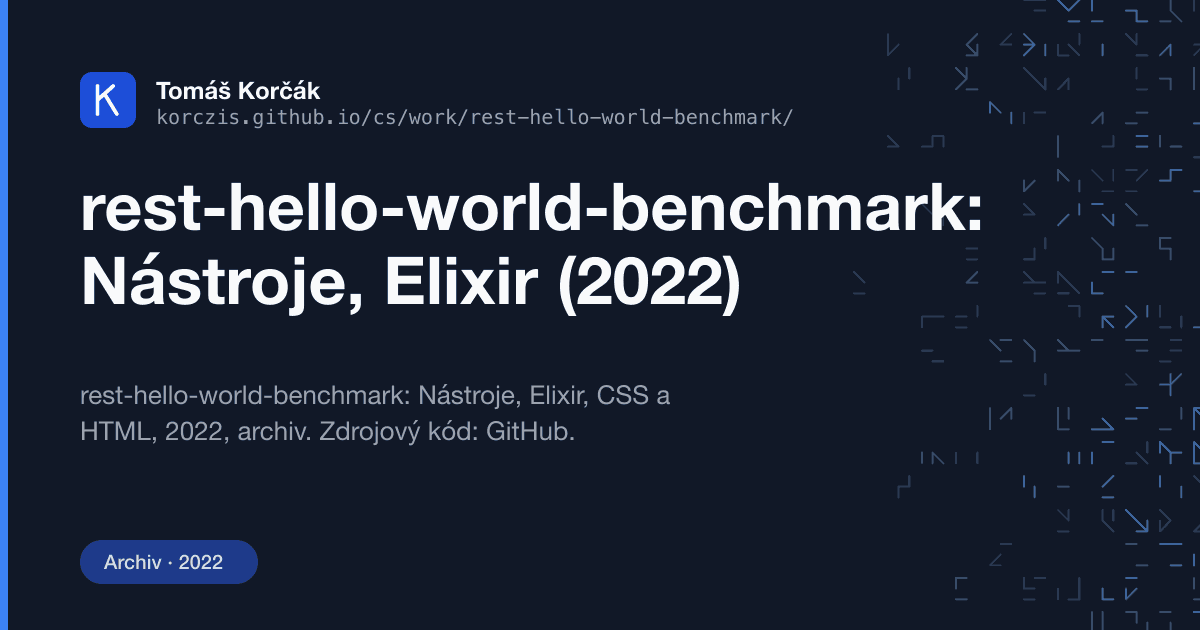 Tomáš Korčák
korczis.github.io/cs/work/rest-hello-world-benchmark/
rest-hello-world-benchmark:
Nástroje, Elixir (2022)
rest-hello-world-benchmark: Nástroje, Elixir, CSS a
HTML, 2022, archiv. Zdrojový kód: GitHub.
Archiv · 2022